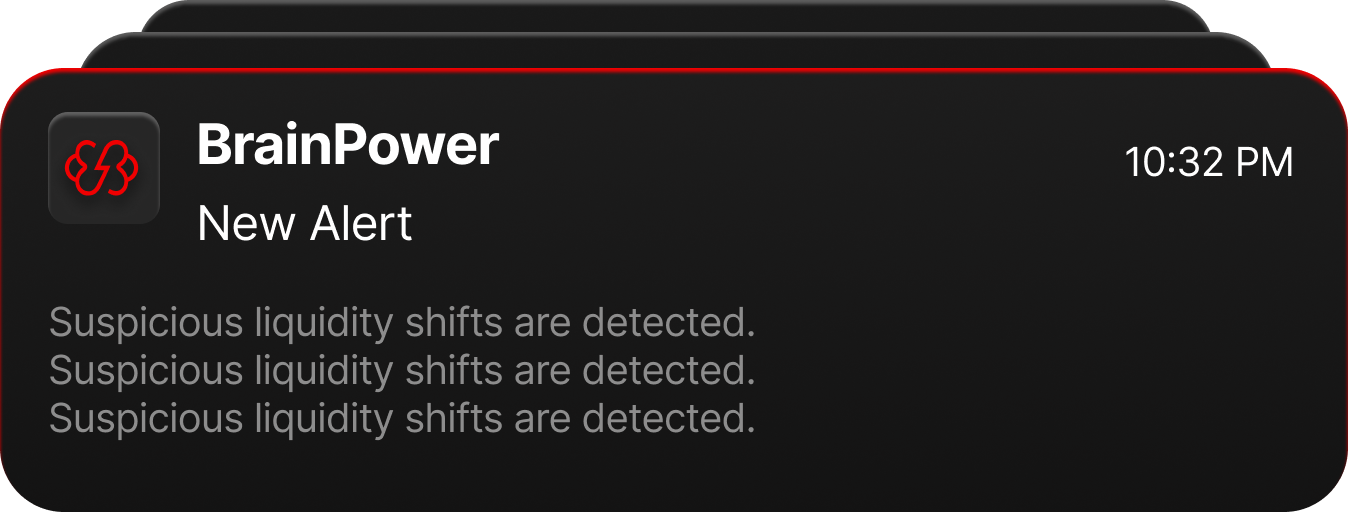 BrainPower
10:32 PM
New Alert
Suspicious liquidity shifts are detected.
Suspicious liquidity shifts are detected.
Suspicious liquidity shifts are detected.